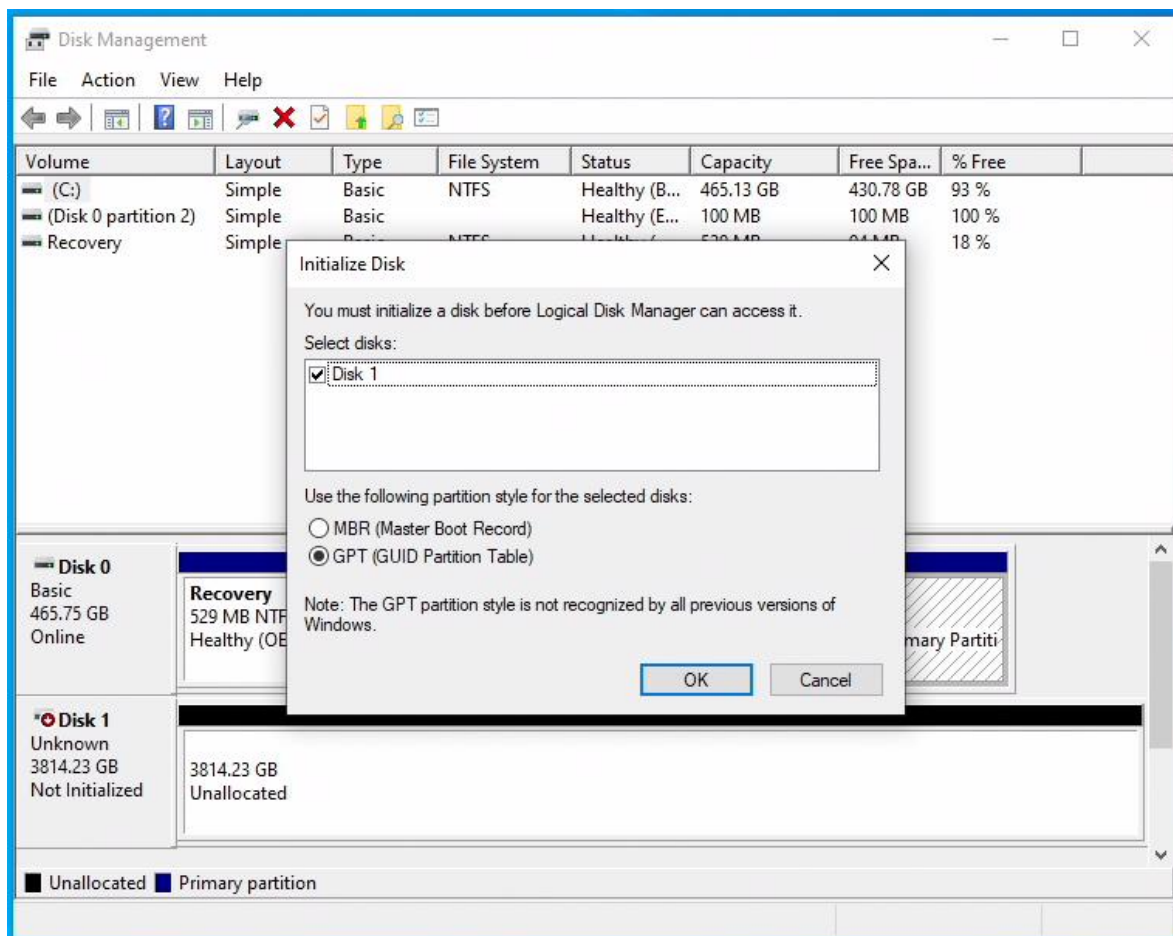 Disk Management
File Action View Help
Volume Layout Type File System Status Capacity Free Spa... % Free
(C:) Simple Basic NTFS Healthy (B... 465.13 GB 430.78 GB 93 %
(Disk 0 partition 2) Simple Basic Healthy (E... 100 MB 100 MB 100 %
Recovery Simple 18 %
Initialize Disk
You must initialize a disk before Logical Disk Manager can access it.
Select disks:
Disk 1
Use the following partition style for the selected disks:
MBR (Master Boot Record)
GPT (GUID Partition Table)
Note: The GPT partition style is not recognized by all previous versions of
Windows.
OK Cancel
Disk 0
Basic
465.75 GB
Online
Recovery
529 MB NTF
Healthy (OE
mary Partiti
Disk 1
Unknown
3814.23 GB
Not Initialized
3814.23 GB
Unallocated
Unallocated Primary partition